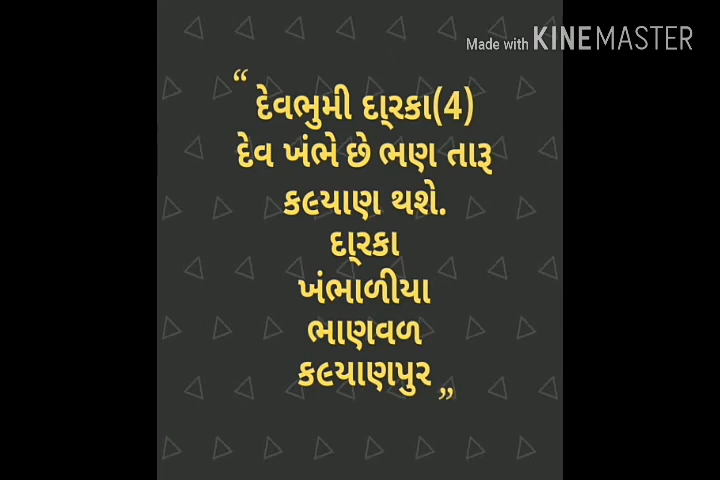 Made with KINEMASTER
“ દેવભુમી દા્રકા(4)
દેવ ખંભે છે ભણ તારૂ
કલ્યાણ થશે.
દા્રકા
ખંભાળીયા
ભાણવળ
કલ્યાણપુર „